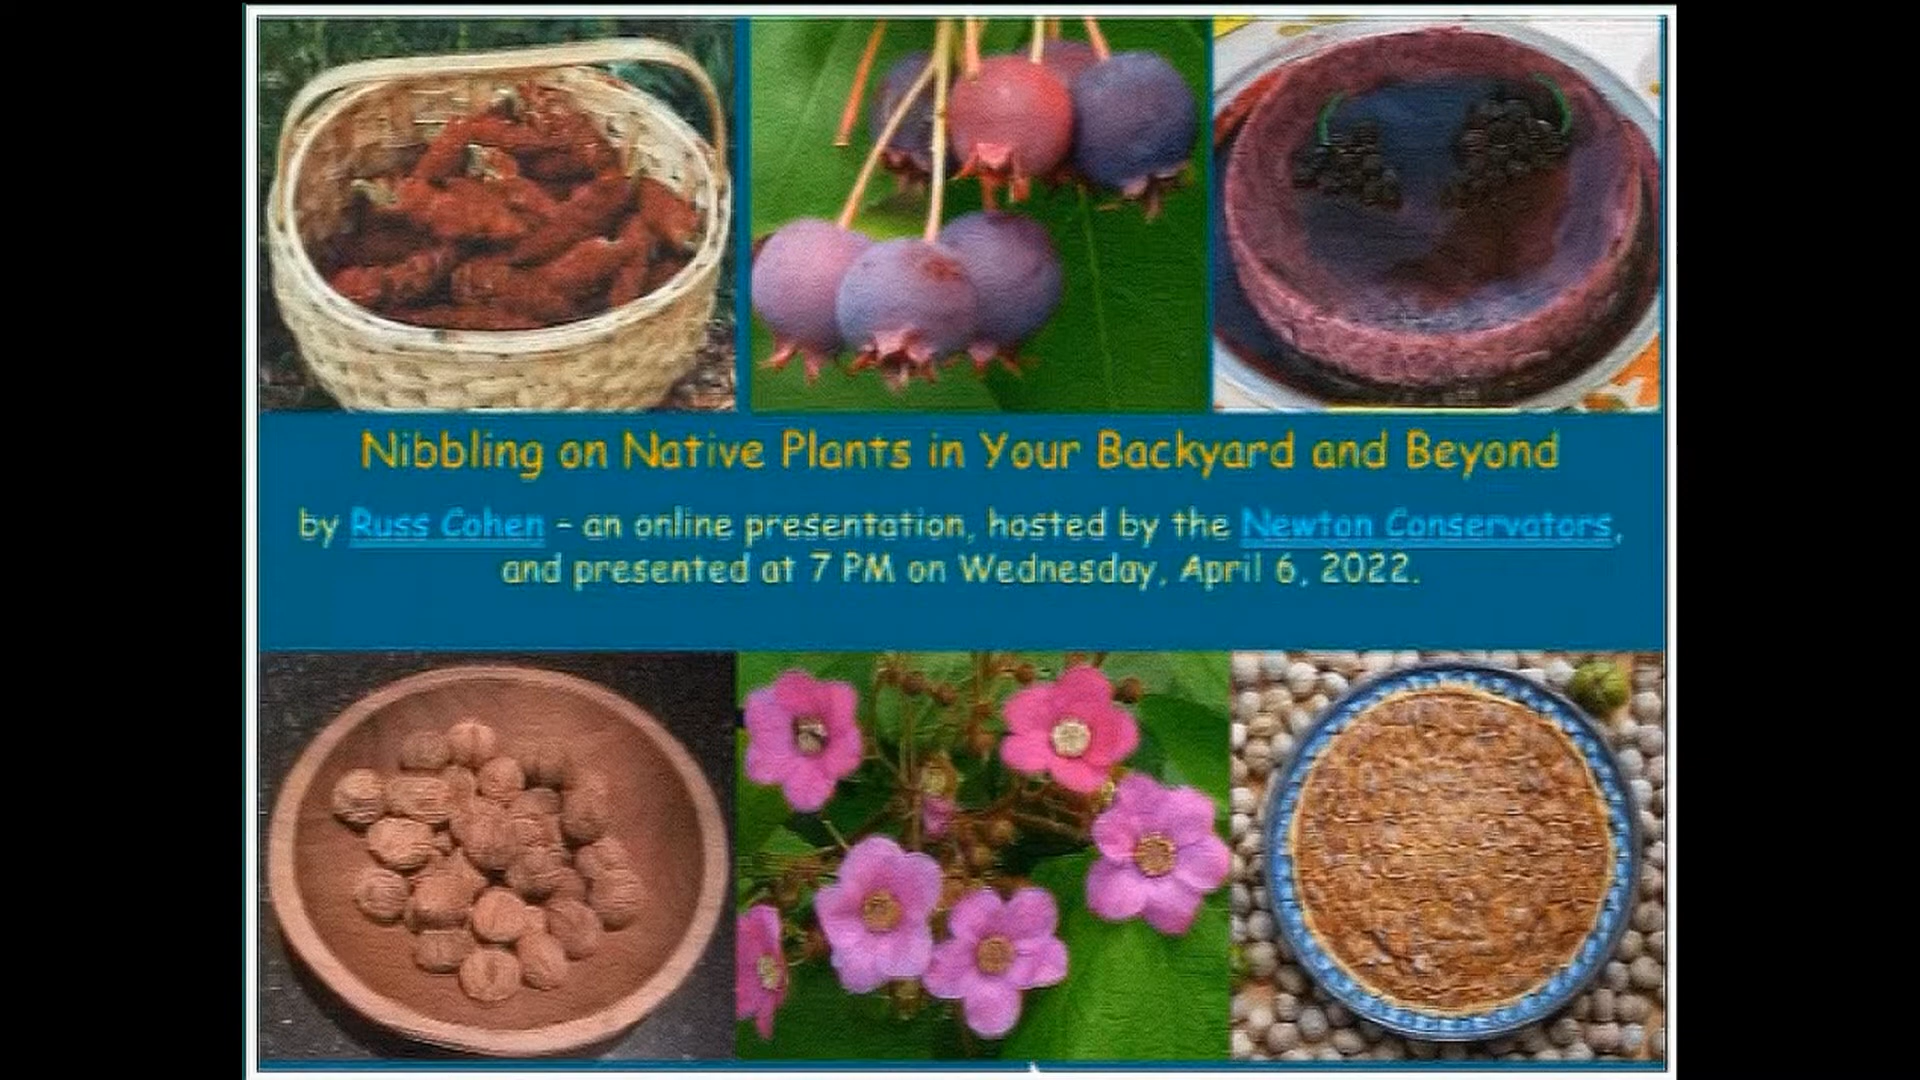 Nibbling on Native Plants in Your Backyard and Beyond
by Russ Cohen – an online presentation, hosted by the Newton Conservators,
and presented at 7 PM on Wednesday, April 6, 2022.